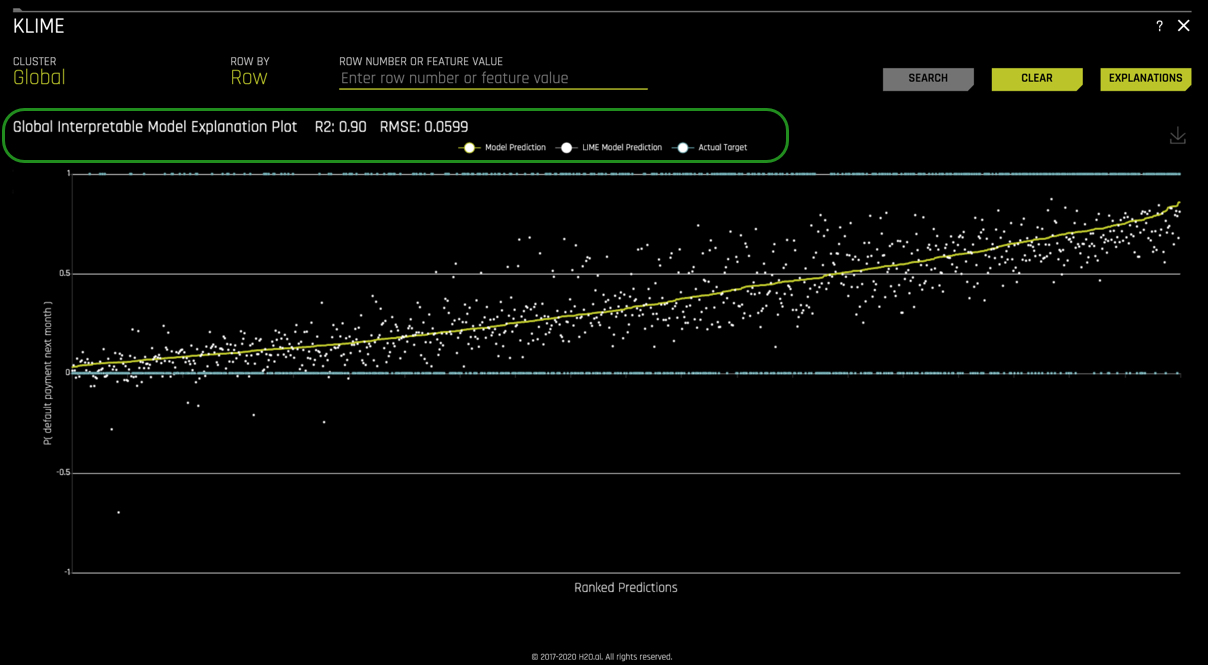 KLIME
? ✕
CLUSTER ROW BY ROW NUMBER OR FEATURE VALUE
Global Row Enter row number or feature value SEARCH CLEAR EXPLANATIONS
Global Interpretable Model Explanation Plot R2: 0.90 RMSE: 0.0599
Model Prediction LIME Model Prediction Actual Target
1
0.5
0
-0.5
-1
P( default payment next month )
Ranked Predictions
© 2017-2020 H2O.ai. All rights reserved.